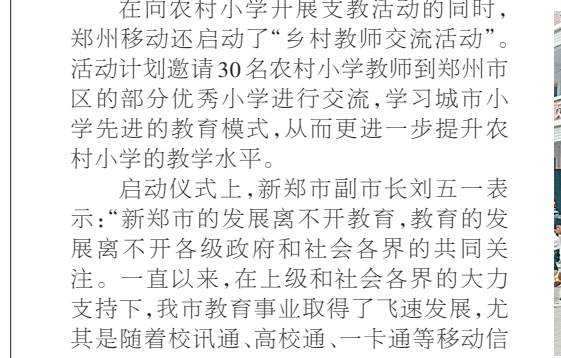 在向农村小学开展支教活动的同时，
郑州移动还启动了“乡村教师交流活动”。
活动计划邀请30名农村小学教师到郑州市
区的部分优秀小学进行交流，学习城市小
学先进的教育模式，从而更进一步提升农
村小学的教学水平。
启动仪式上，新郑市副市长刘五一表
示：“新郑市的发展离不开教育，教育的发
展离不开各级政府和社会各界的共同关
注。一直以来，在上级和社会各界的大力
支持下，我市教育事业取得了飞速发展，尤
其是随着校讯通、高校通、一卡通等移动信